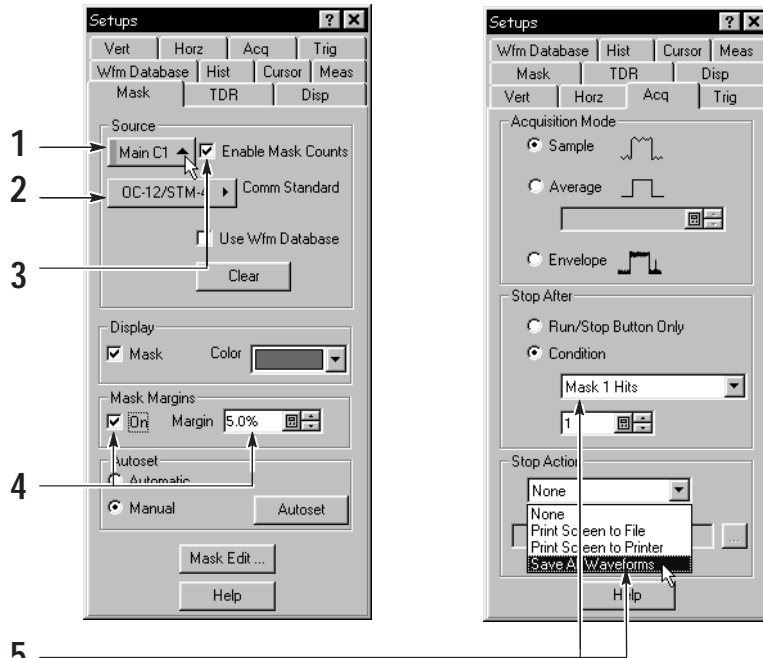 Setups
Vert Horz Acq Trig
Wfm Database Hist Cursor Meas
Mask TDR Disp
Source
1
Main C1 Enable Mask Counts
2
OC-12/STM-4 Comm Standard
Use Wfm Database
3
Clear
Display
Mask Color
Mask Margins
On Margin 5.0%
4
Autoset
Automatic
Manual Autoset
Mask Edit ...
Help
5
Setups
Wfm Database Hist Cursor Meas
Mask TDR Disp
Vert Horz Acq Trig
Acquisition Mode
Sample
Average
Envelope
Stop After
Run/Stop Button Only
Condition
Mask 1 Hits
1
Stop Action
None
None
Print Screen to File
Print Screen to Printer
Save All Waveforms
...
Help